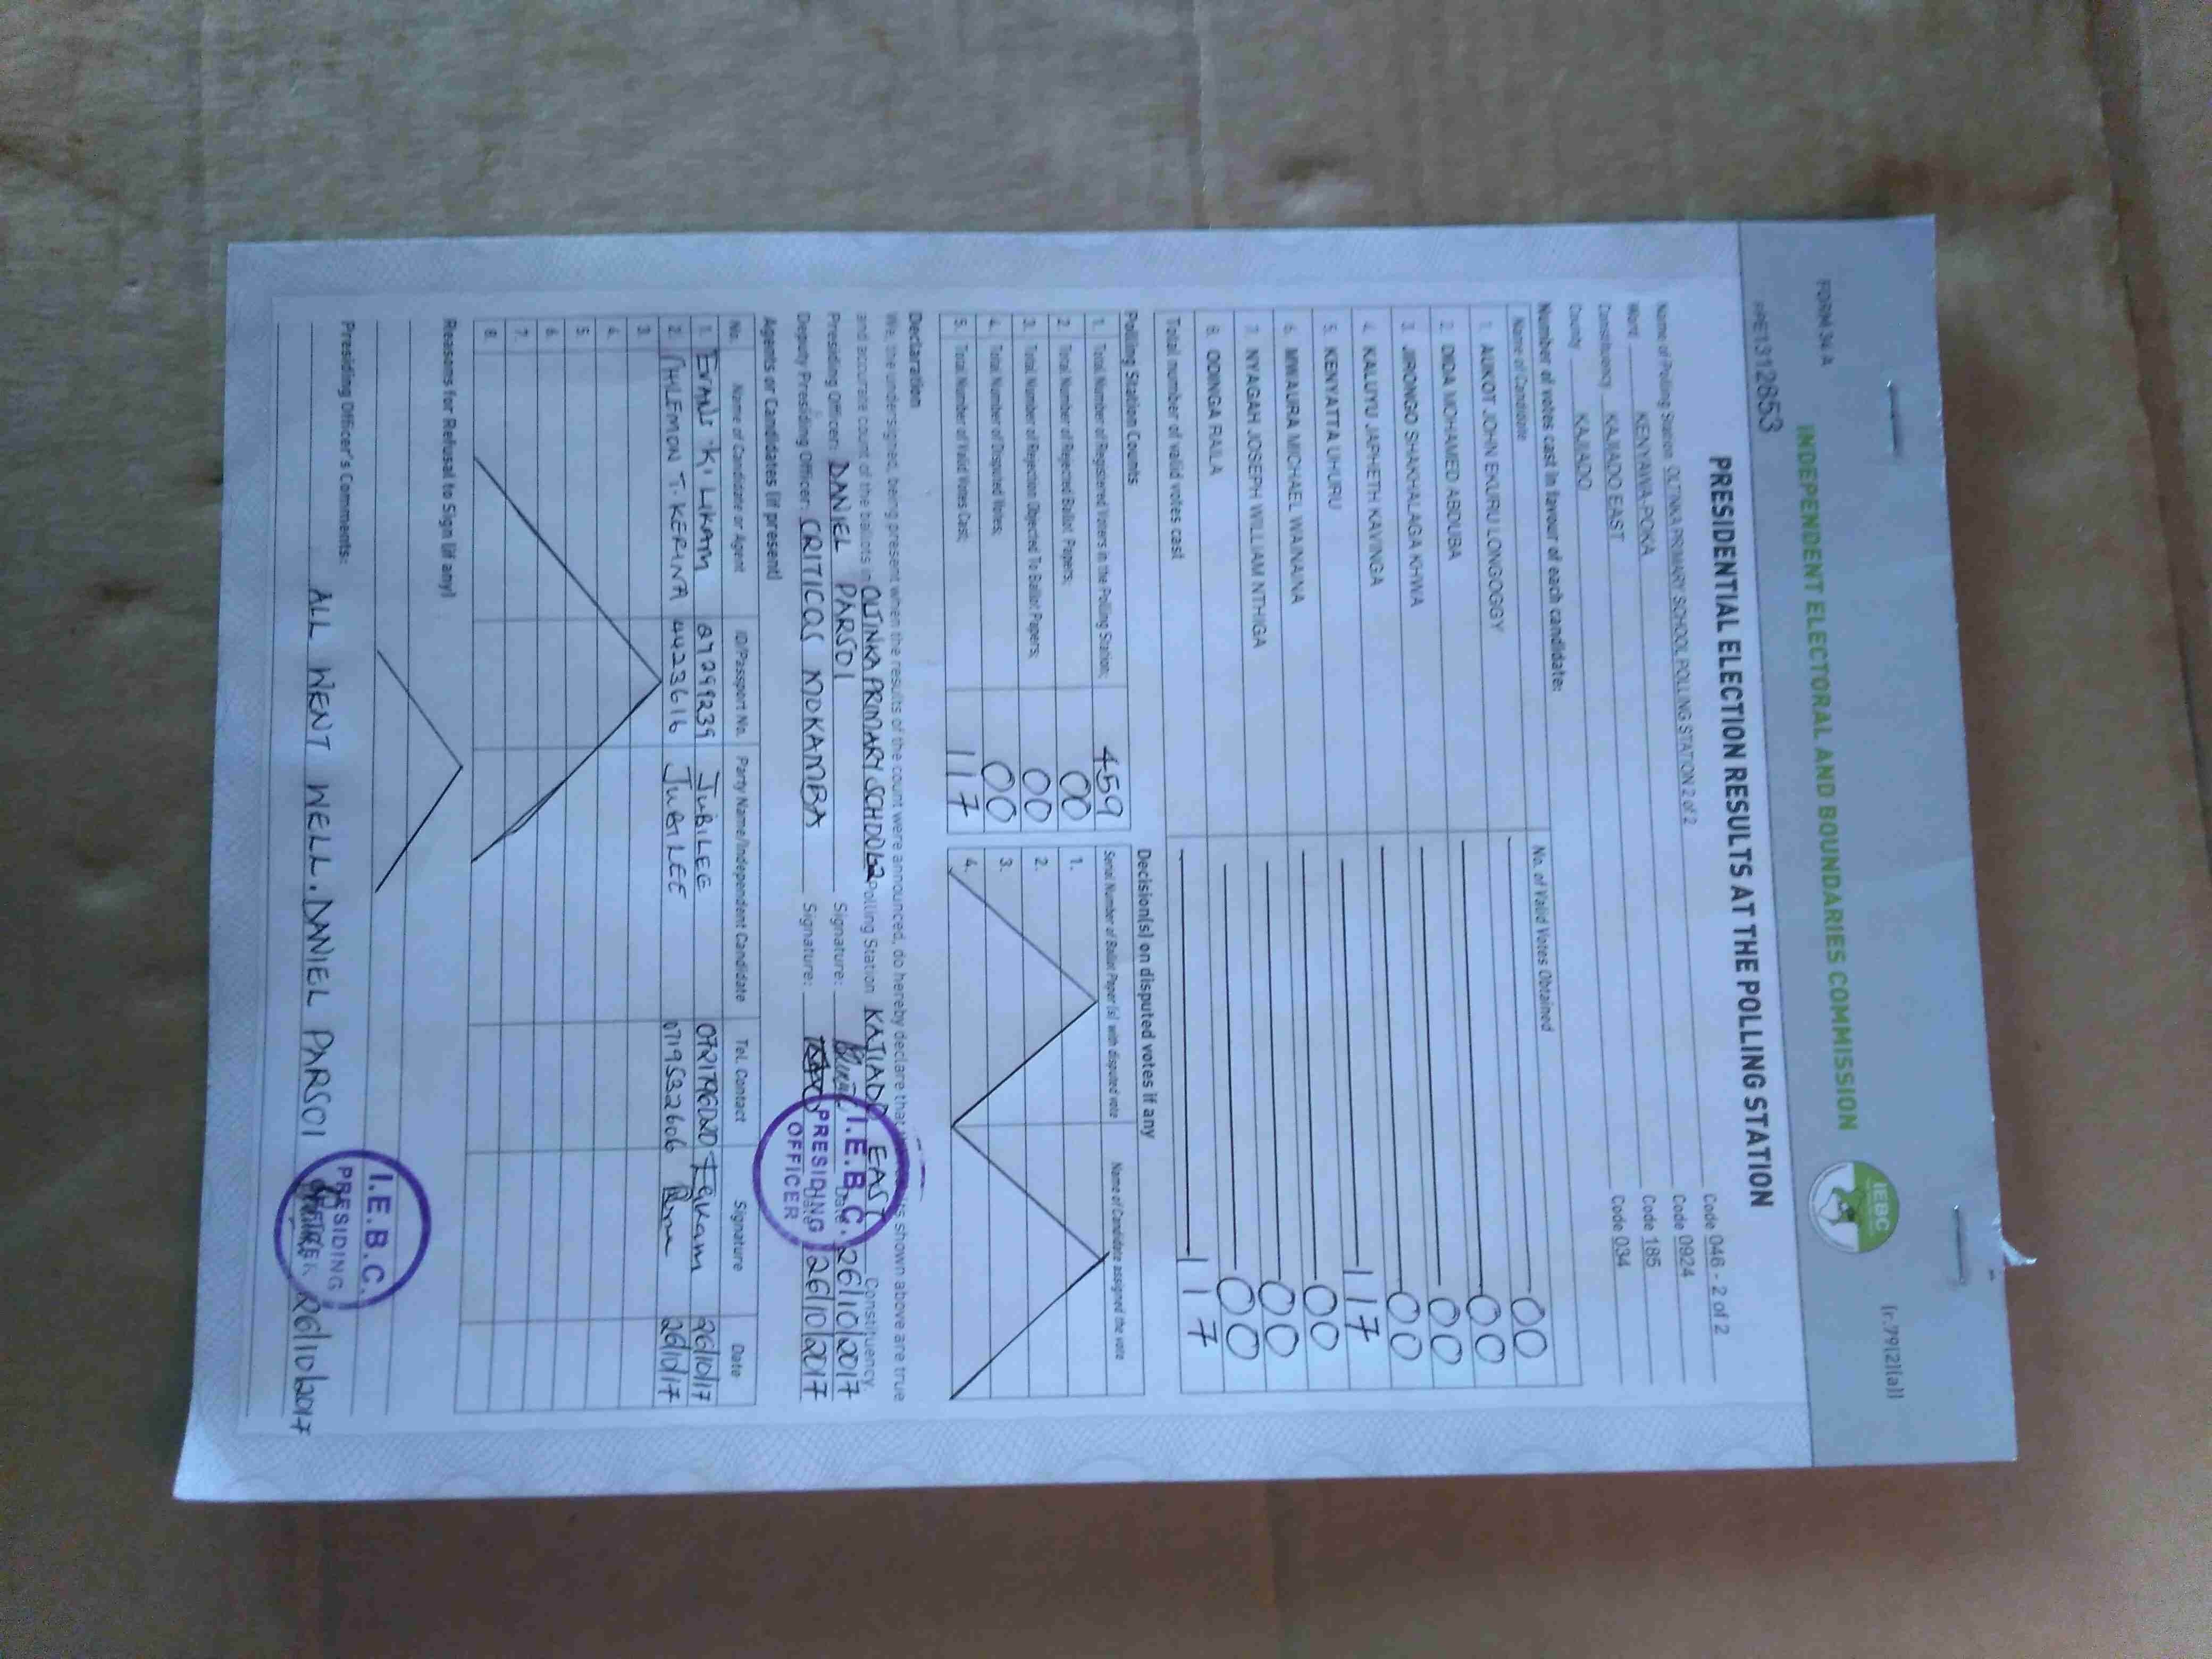 FORM 34 A
(r.79(2)(a))
INDEPENDENT ELECTORAL AND BOUNDARIES COMMISSION
IEBC
PRE1312853
PRESIDENTIAL ELECTION RESULTS AT THE POLLING STATION
Name of Polling Station OLTINKA PRIMARY SCHOOL POLLING STATION 2 of 2 Code 046 - 2 of 2
Ward KENYAWA-POKA Code 0924
Constituency KAJIADO EAST Code 185
County KAJIADO Code 034
Number of votes cast in favour of each candidate:
Name of Candidate No. of Valid Votes Obtained
1. AUKOT JOHN EKURU LONGOGGY 00
2. DIDA MOHAMED ABDUBA 00
3. JIRONGO SHAKHALAGA KHWA 00
4. KALUYU JAPHETH KAVINGA 00
5. KENYATTA UHURU 117
6. MWAURA MICHAEL WAINAINA 00
7. NYAGAH JOSEPH WILLIAM NTHIGA 00
8. ODINGA RAILA 00
Total number of valid votes cast 117
Polling Station Counts
1. Total Number of Registered Voters in the Polling Station; 459
2. Total Number of Rejected Ballot Papers; 00
3. Total Number of Rejection Objected To Ballot Papers; 00
4. Total Number of Disputed Votes; 00
5. Total Number of Valid Votes Cast; 117
Decision(s) on disputed votes if any
Serial Number of Ballot Paper (s) with disputed vote Name of Candidate assigned the vote
1.
2.
3.
4.
Declaration
We, the undersigned, being present when the results of the count were announced, do hereby declare that shown above are true
and accurate count of the ballots in OLTINKA PRIMARY SCHOOL 2 Polling Station KAJIADO EAST Constituency
Presiding Officer: DANIEL PARSOI Signature: Date: 26/10/2017
Deputy Presiding Officer: CRITICOS MOKAMBA Signature: 26/10/2017
I.E.B.C.
PRESIDING
OFFICER
Agents or Candidates (if present)
No. Name of Candidate or Agent ID/Passport No. Party Name/Independent Candidate Tel. Contact Signature Date
1. EVANS K. LIKAM 27299239 JUBILEE 0721796020 26/10/17
2. PHILEMON T. KEPINA 4423616 JUBILEE 0719532606 26/10/17
3.
4.
5.
6.
7.
8.
Reasons for Refusal to Sign (if any)
Presiding Officer's Comments:
ALL WENT WELL. DANIEL PARSOI 26/10/2017
I.E.B.C.
PRESIDING
OFFICER